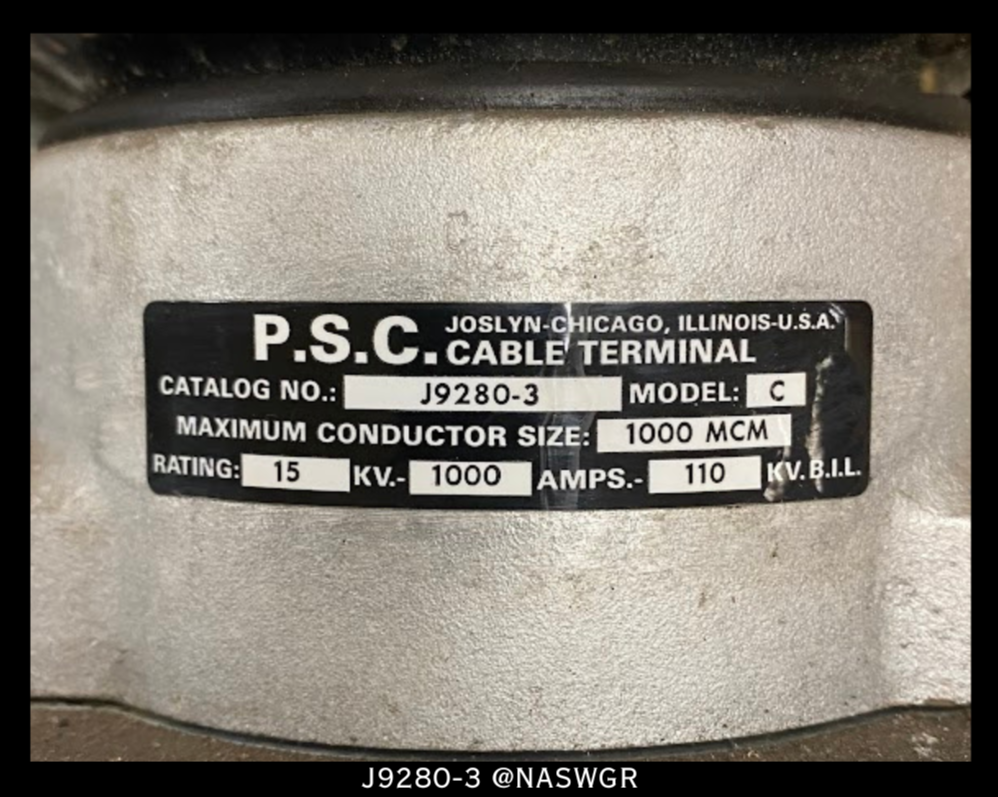 P.S.C. JOSLYN-CHICAGO, ILLINOIS-U.S.A.
CABLE TERMINAL
CATALOG NO.: J9280-3 MODEL: C
MAXIMUM CONDUCTOR SIZE: 1000 MCM
RATING: 15 KV.- 1000 AMPS.- 110 KV. B.I.L.
J9280-3 @NASWGR